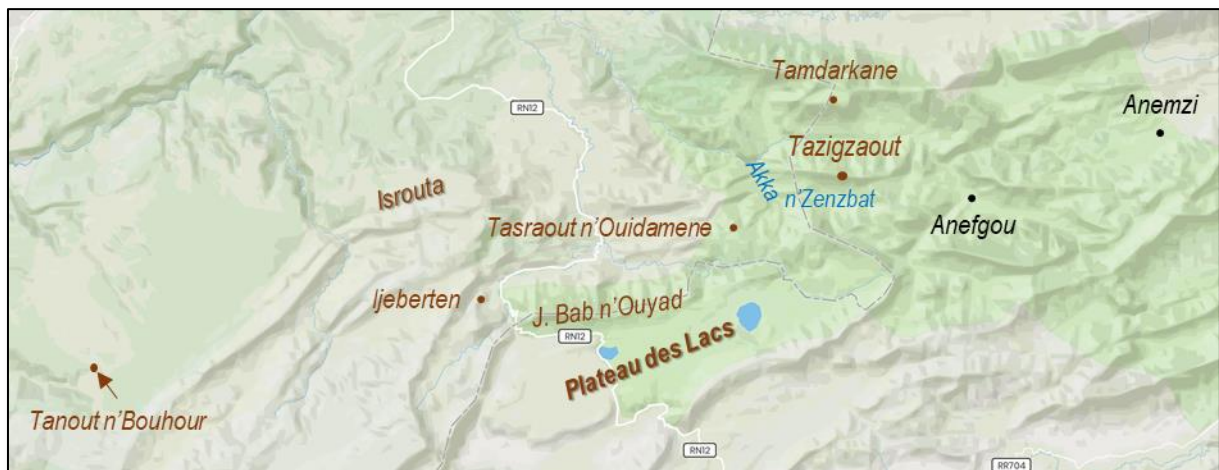 Tamdarkane
RN12
Anemzi
Tazigzaout
Akka
n'Zenzbat
Isrouta
Anefgou
Tasraout n'Ouidamene
Ijeberten
J. Bab n'Ouyad
RN12
Plateau des Lacs
Tanout n'Bouhour
RN12
RR704